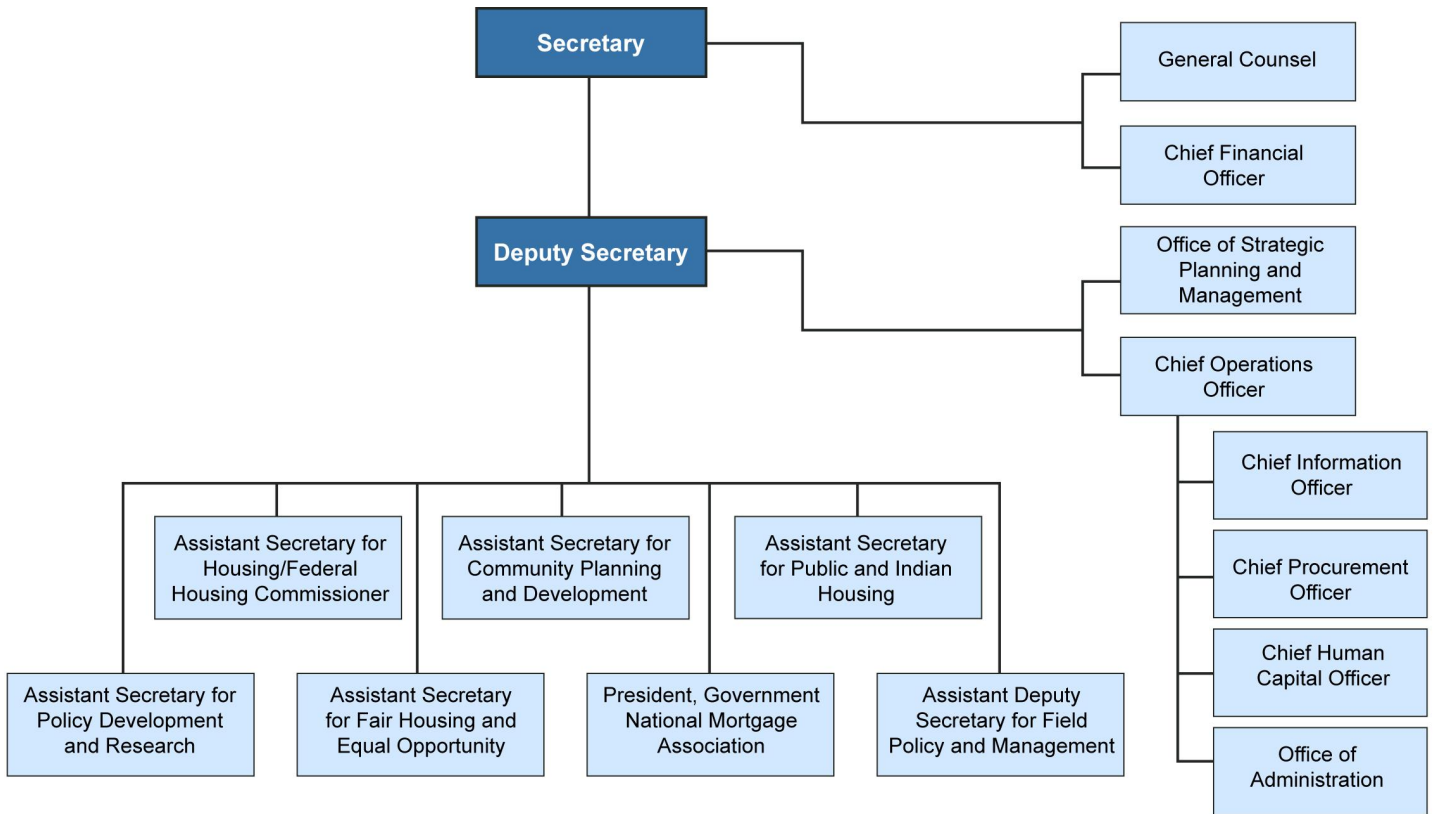 Secretary
General Counsel
Chief Financial
Officer
Deputy Secretary
Office of Strategic
Planning and
Management
Chief Operations
Officer
Chief Information
Officer
Chief Procurement
Officer
Chief Human
Capital Officer
Office of
Administration
Assistant Secretary for
Housing/Federal
Housing Commissioner
Assistant Secretary for
Community Planning
and Development
Assistant Secretary
for Public and Indian
Housing
Assistant Secretary for
Policy Development
and Research
Assistant Secretary
for Fair Housing and
Equal Opportunity
President, Government
National Mortgage
Association
Assistant Deputy
Secretary for Field
Policy and Management